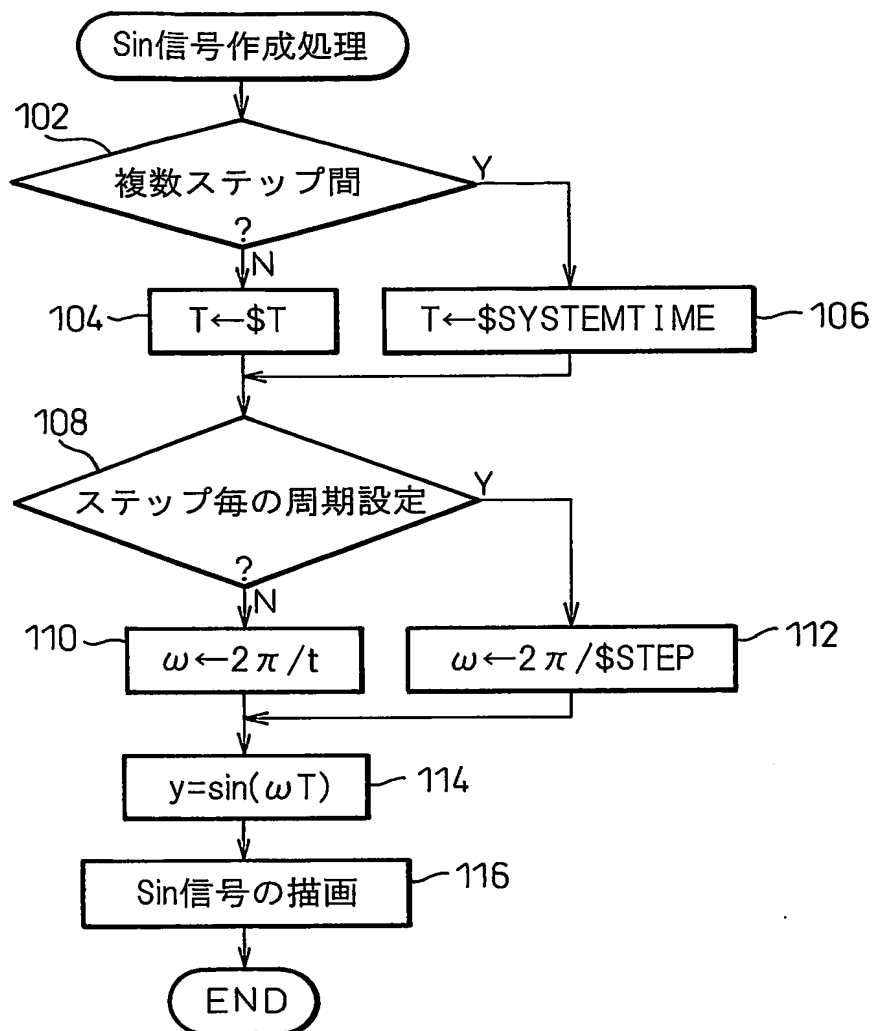 Sin信号作成処理
102
複数ステップ間
?
Y
N
104
T←$T
T←$SYSTEMTIME
106
108
ステップ毎の周期設定
?
Y
N
110
ω←2π/t
ω←2π/$STEP
112
y=sin(ωT)
114
Sin信号の描画
116
END